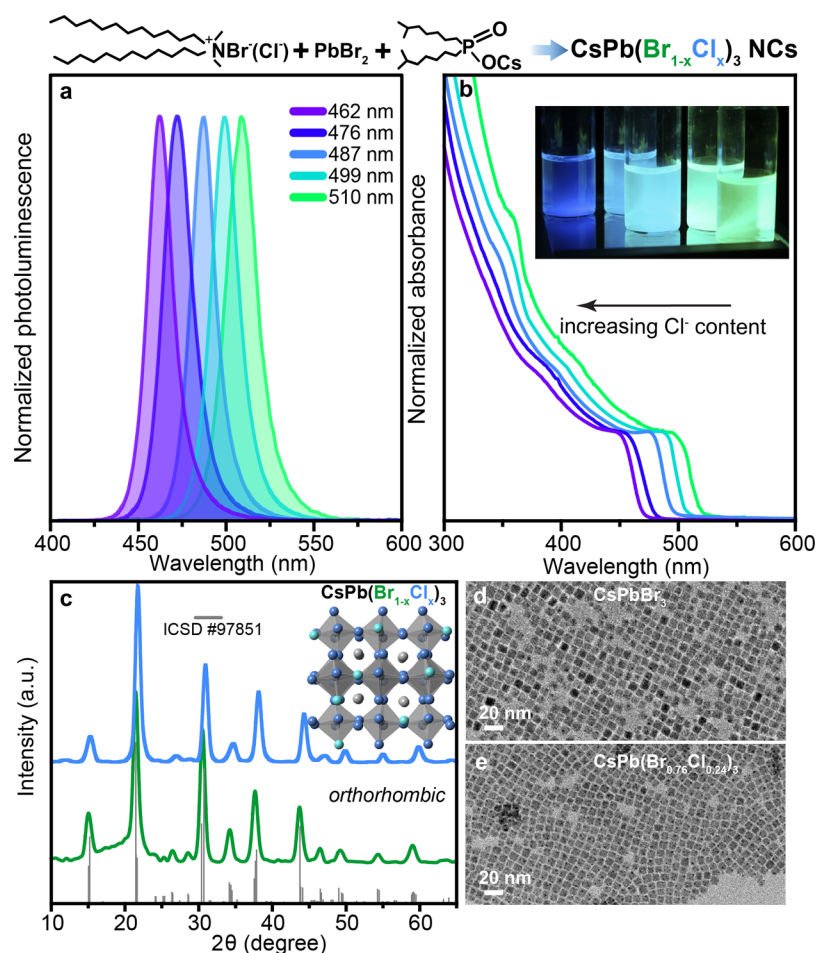 +
NBr⁻(Cl⁻) + PbBr₂ +
P
O
OCs
CsPb(Br₁₋ₓClₓ)₃ NCs
a
462 nm
476 nm
487 nm
499 nm
510 nm
Normalized photoluminescence
400 450 500 550 600
Wavelength (nm)
b
increasing Cl⁻ content
Normalized absorbance
300 400 500 600
Wavelength (nm)
c
CsPb(Br₁₋ₓClₓ)₃
ICSD #97851
orthorhombic
Intensity (a.u.)
10 20 30 40 50 60
2θ (degree)
d
CsPbBr₃
20 nm
e
CsPb(Br₀.₇₆Cl₀.₂₄)₃
20 nm